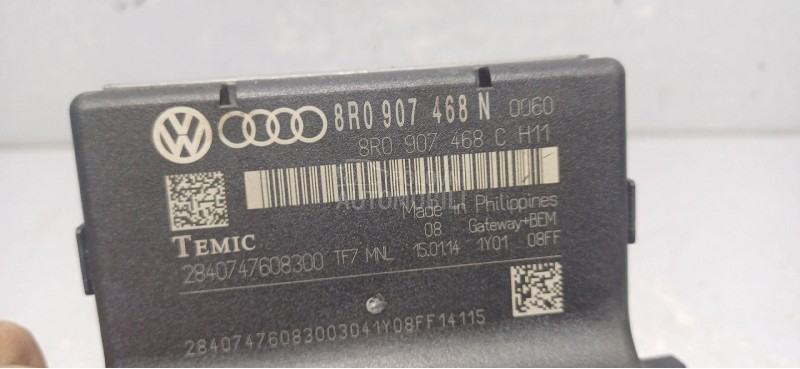 8R0 907 468 N 0060
8R0 907 468 C H11
AUTOMOBILI
Made in Philippines
08 Gateway+BEM
TEMIC
2840747608300 TF7 MNL 15.01.14 1Y01 08FF
28407476083003041Y08FF14115